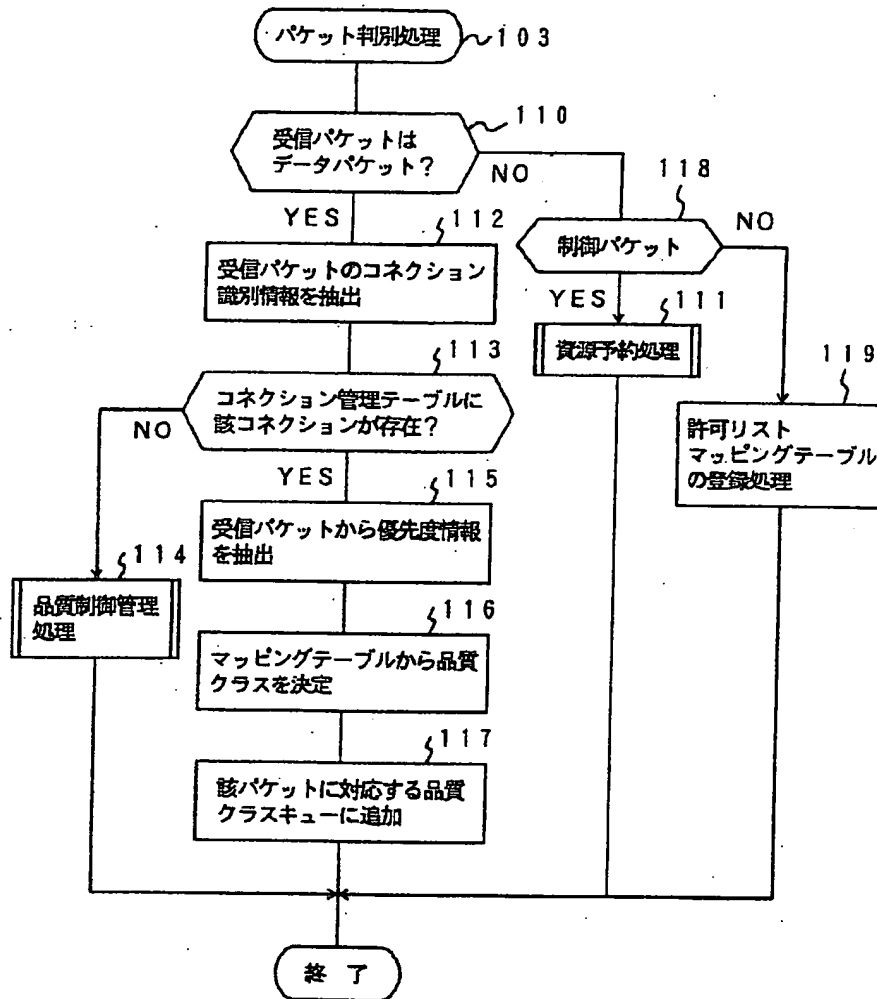 パケット判別処理
103
110
受信パケットは
データパケット?
NO
118
YES
112
NO
制御パケット
受信パケットのコネクション
識別情報を抽出
YES
111
113
資源予約処理
119
コネクション管理テーブルに
該コネクションが存在?
NO
許可リスト
マッピングテーブル
の登録処理
YES
115
受信パケットから優先度情報
を抽出
114
品質制御管理
処理
116
マッピングテーブルから品質
クラスを決定
117
該パケットに対応する品質
クラスキューに追加
終了